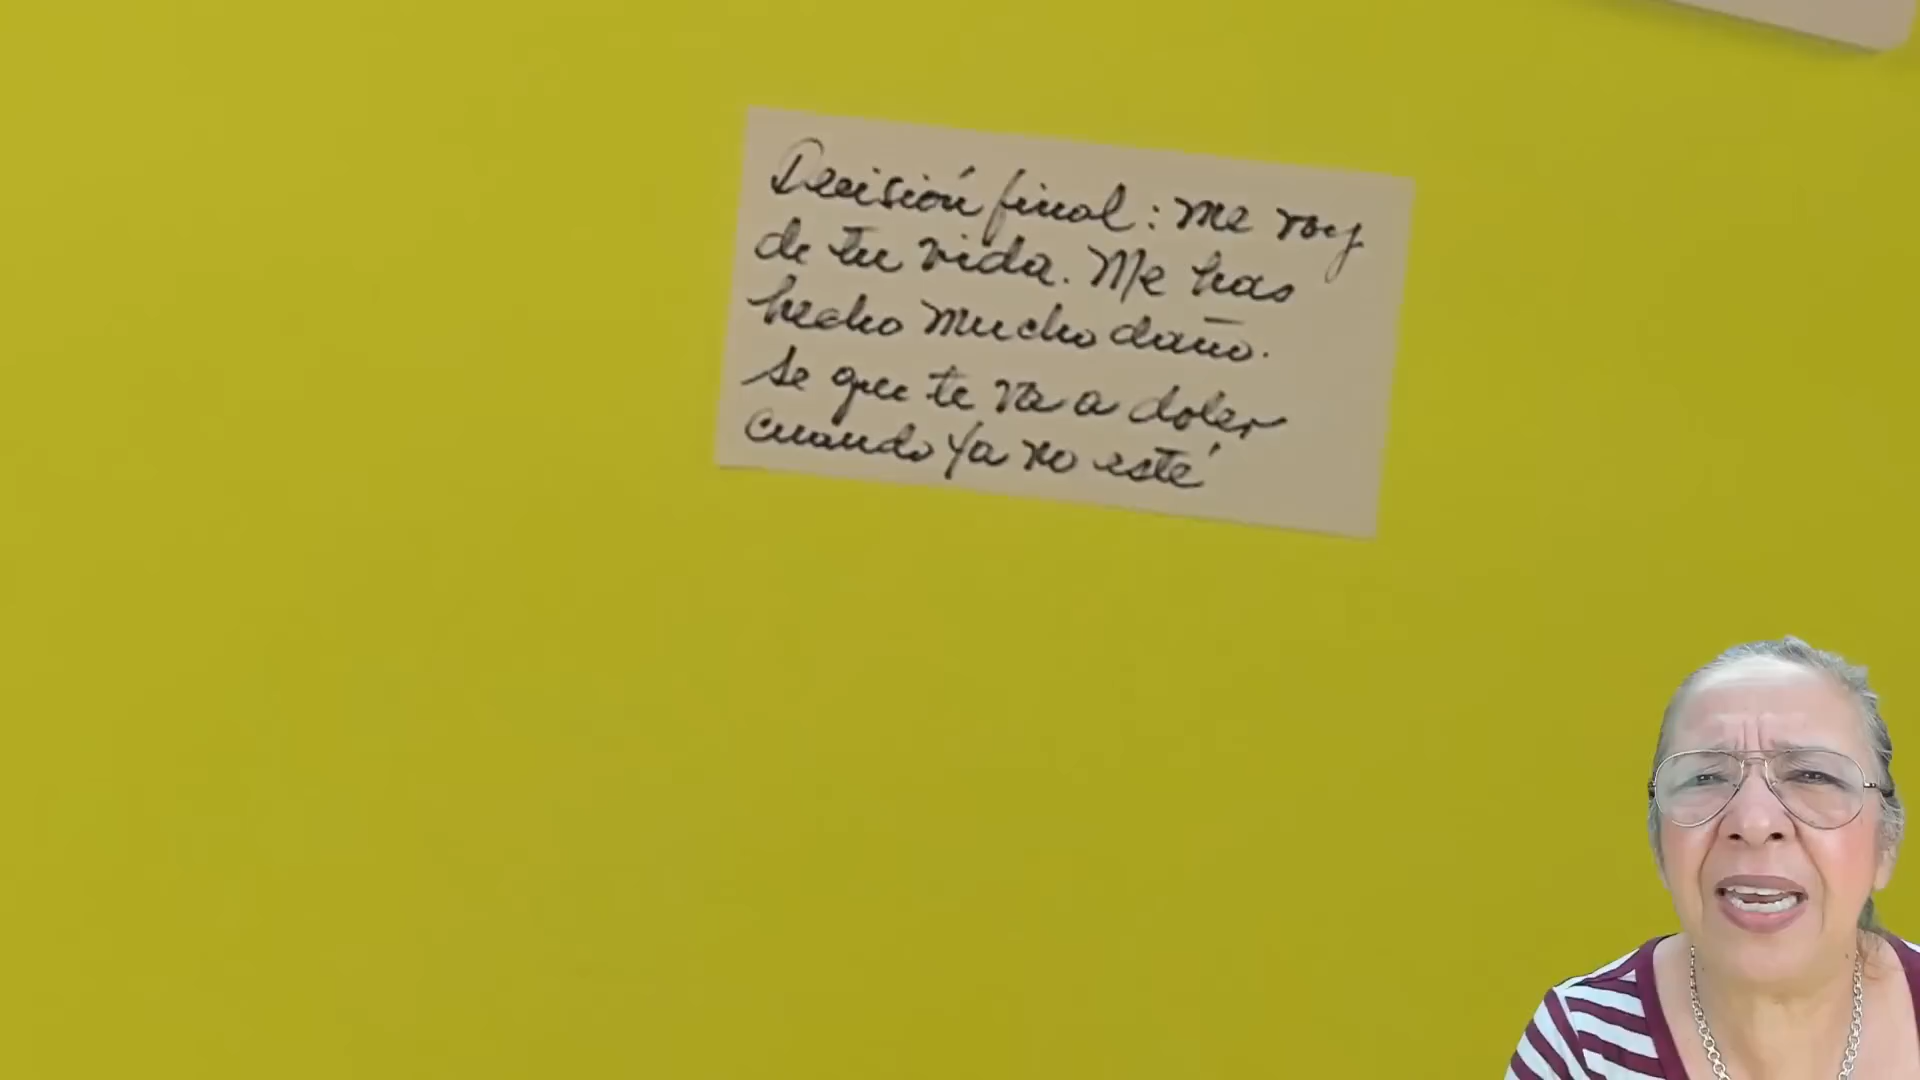 Decisión final: me voy
de tu vida. Me has
hecho mucho daño.
Se que te va a doler
cuando ya no esté